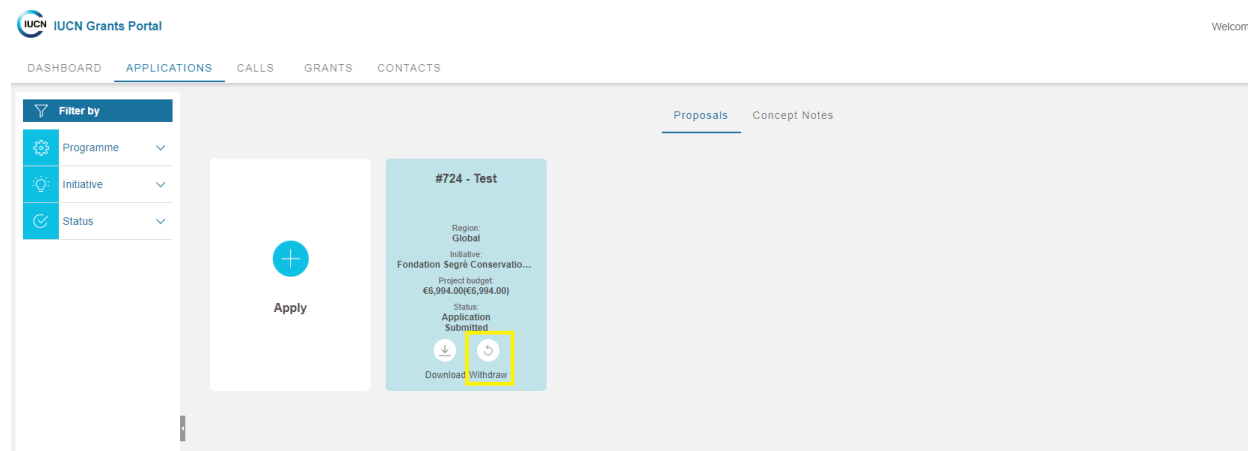 IUCN IUCN Grants Portal
Welcom
DASHBOARD APPLICATIONS CALLS GRANTS CONTACTS
Filter by
Programme
Initiative
Status
Proposals Concept Notes
Apply
#724 - Test
Region:
Global
Initiative:
Fondation Segré Conservatio...
Project budget:
€6,994.00(€6,994.00)
Status:
Application
Submitted
Download Withdraw